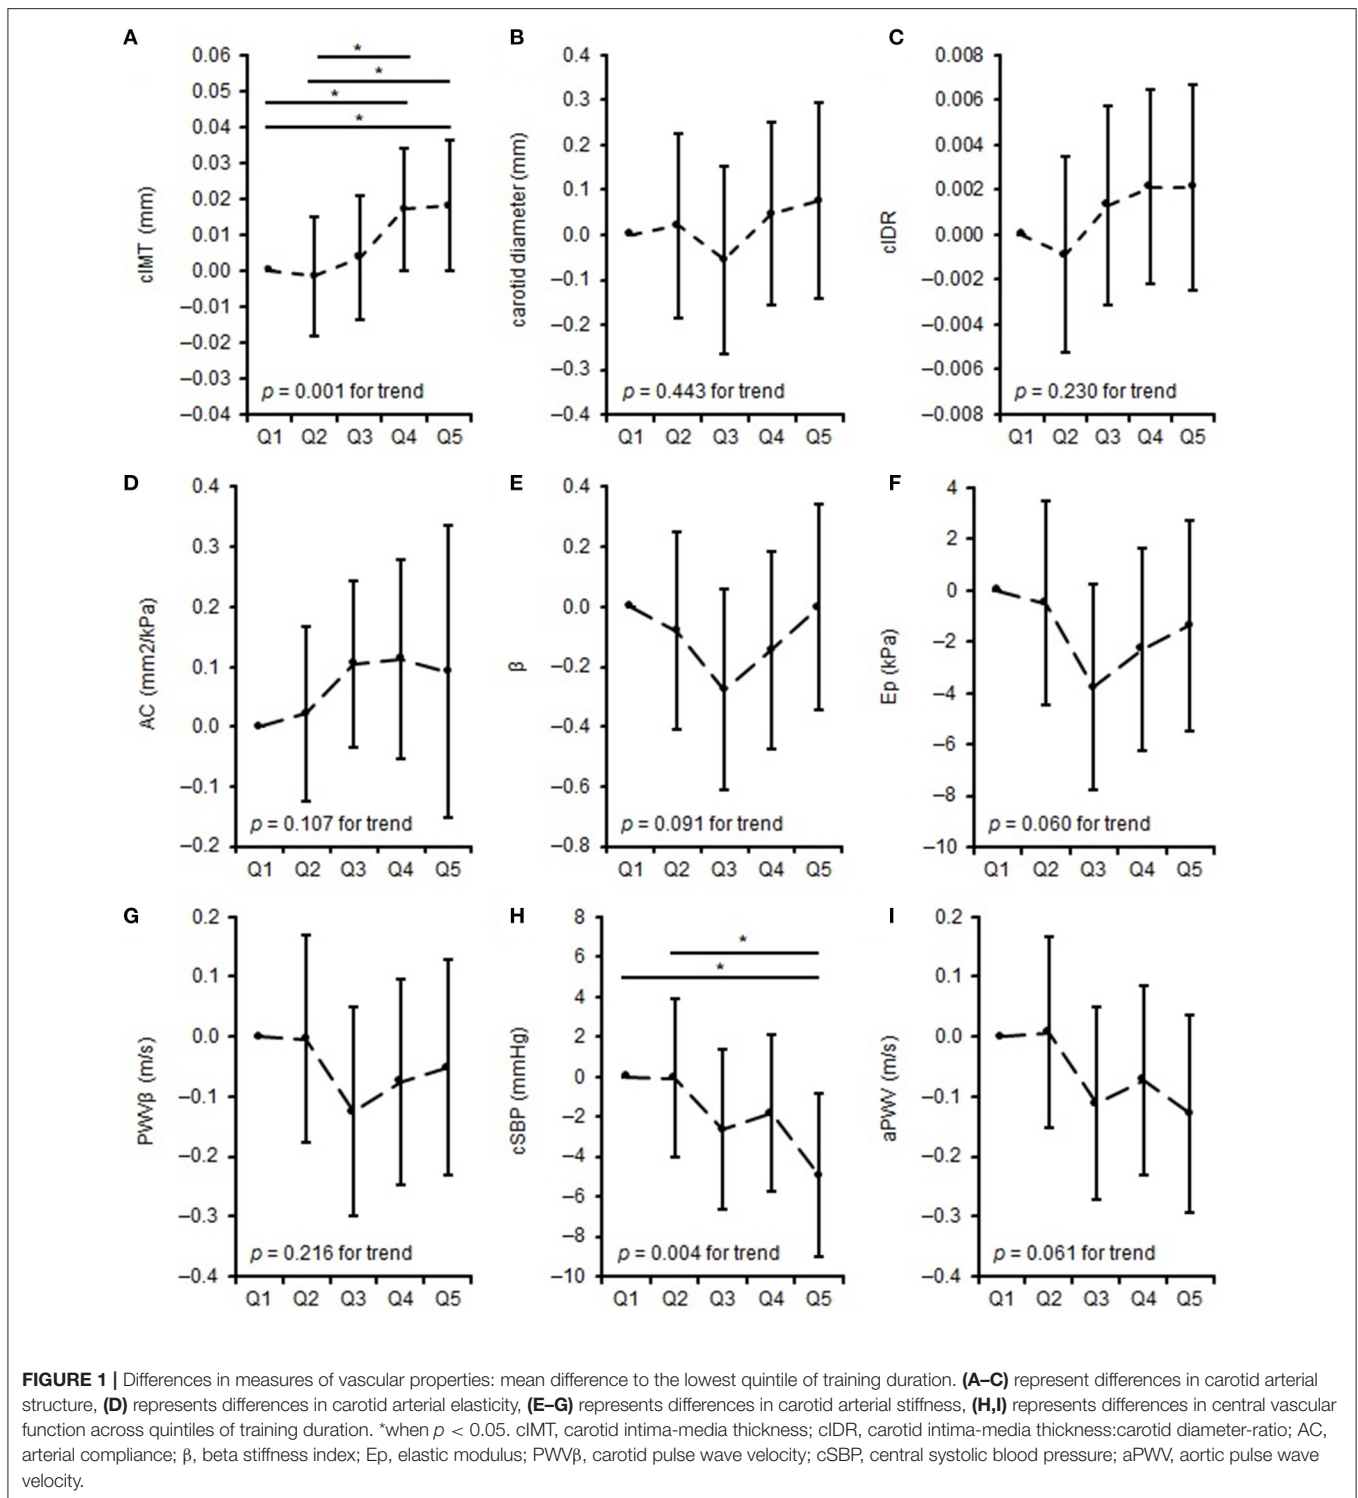 A
0.06
0.05
0.04
0.03
0.02
0.01
0.00
–0.01
–0.02
–0.03
–0.04
cIMT (mm)
*
*
*
*
p = 0.001 for trend
Q1 Q2 Q3 Q4 Q5
B
0.4
0.3
0.2
0.1
0.0
–0.1
–0.2
–0.3
–0.4
carotid diameter (mm)
p = 0.443 for trend
Q1 Q2 Q3 Q4 Q5
C
0.008
0.006
0.004
0.002
0.000
–0.002
–0.004
–0.006
–0.008
cIDR
p = 0.230 for trend
Q1 Q2 Q3 Q4 Q5
D
0.4
0.3
0.2
0.1
0.0
–0.1
–0.2
AC (mm2/kPa)
p = 0.107 for trend
Q1 Q2 Q3 Q4 Q5
E
0.4
0.2
0.0
–0.2
–0.4
–0.6
–0.8
β
p = 0.091 for trend
Q1 Q2 Q3 Q4 Q5
F
4
2
0
–2
–4
–6
–8
–10
Ep (kPa)
p = 0.060 for trend
Q1 Q2 Q3 Q4 Q5
G
0.2
0.1
0.0
–0.1
–0.2
–0.3
–0.4
PWVβ (m/s)
p = 0.216 for trend
Q1 Q2 Q3 Q4 Q5
H
8
6
4
2
0
–2
–4
–6
–8
–10
cSBP (mmHg)
*
*
p = 0.004 for trend
Q1 Q2 Q3 Q4 Q5
I
0.2
0.1
0.0
–0.1
–0.2
–0.3
–0.4
aPWV (m/s)
p = 0.061 for trend
Q1 Q2 Q3 Q4 Q5
FIGURE 1 | Differences in measures of vascular properties: mean difference to the lowest quintile of training duration. (A–C) represent differences in carotid arterial
structure, (D) represents differences in carotid arterial elasticity, (E–G) represents differences in carotid arterial stiffness, (H,I) represents differences in central vascular
function across quintiles of training duration. *when p < 0.05. cIMT, carotid intima-media thickness; cIDR, carotid intima-media thickness:carotid diameter-ratio; AC,
arterial compliance; β, beta stiffness index; Ep, elastic modulus; PWVβ, carotid pulse wave velocity; cSBP, central systolic blood pressure; aPWV, aortic pulse wave
velocity.